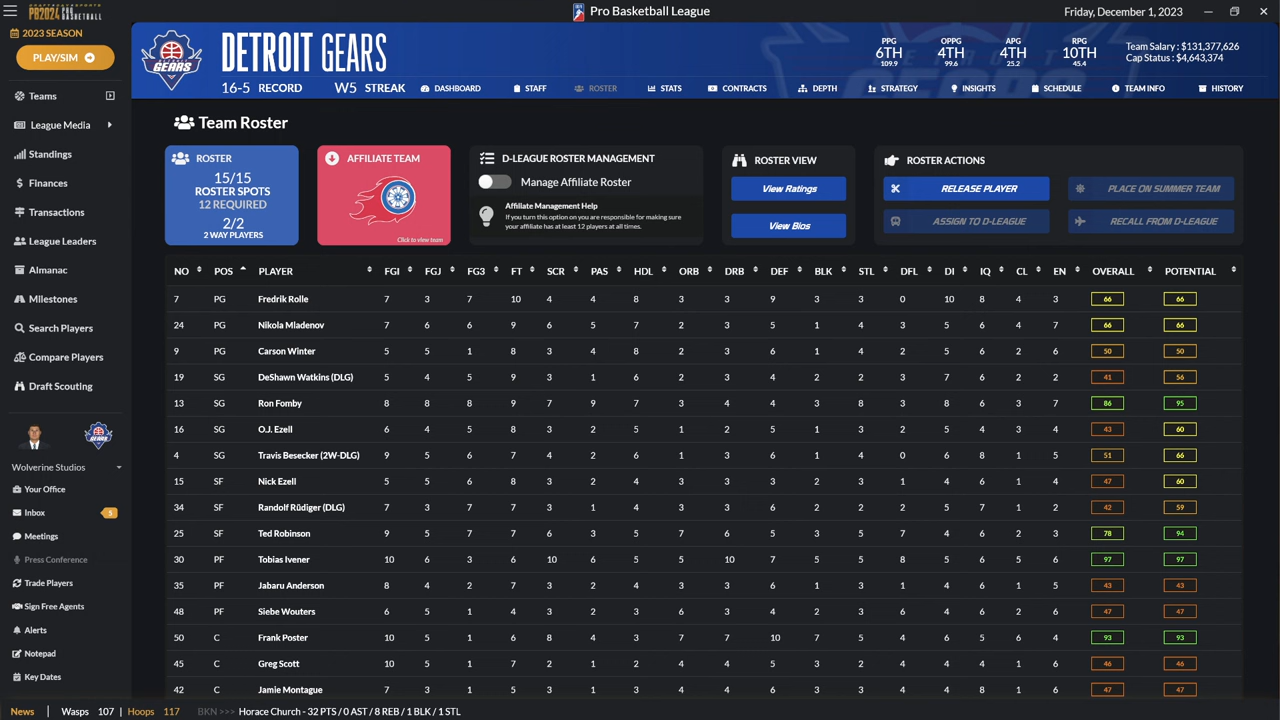 DRAFT DAY SPORTS
PB2024 PRO BASKETBALL
Pro Basketball League
Friday, December 1, 2023
2023 SEASON
PLAY/SIM
GEARS
DETROIT GEARS
16-5 RECORD W5 STREAK
PPG OPPG APG RPG
6TH 4TH 4TH 10TH
109.9 99.6 25.2 45.4
Team Salary : $131,377,626
Cap Status : $4,643,374
DASHBOARD STAFF ROSTER STATS CONTRACTS DEPTH STRATEGY INSIGHTS SCHEDULE TEAM INFO HISTORY
Teams
League Media
Standings
Finances
Transactions
League Leaders
Almanac
Milestones
Search Players
Compare Players
Draft Scouting
GEARS
Wolverine Studios
Your Office
Inbox 5
Meetings
Press Conference
Trade Players
Sign Free Agents
Alerts
Notepad
Key Dates
Team Roster
ROSTER
15/15
ROSTER SPOTS
12 REQUIRED
2/2
2 WAY PLAYERS
AFFILIATE TEAM
Click to view team
D-LEAGUE ROSTER MANAGEMENT
Manage Affiliate Roster
Affiliate Management Help
If you turn this option on you are responsible for making sure
your affiliate has at least 12 players at all times.
ROSTER VIEW
View Ratings
View Bios
ROSTER ACTIONS
RELEASE PLAYER PLACE ON SUMMER TEAM
ASSIGN TO D-LEAGUE RECALL FROM D-LEAGUE
NO POS PLAYER FGI FGJ FG3 FT SCR PAS HDL ORB DRB DEF BLK STL DFL DI IQ CL EN OVERALL POTENTIAL
7 PG Fredrik Rolle 7 3 7 10 4 4 8 3 3 9 3 3 0 10 8 4 3 66 66
24 PG Nikola Mladenov 7 6 6 9 6 5 7 2 3 5 1 4 3 5 6 4 7 66 66
9 PG Carson Winter 5 5 1 8 3 4 8 2 3 6 1 4 2 5 6 2 6 50 50
19 SG DeShawn Watkins (DLG) 5 4 5 9 3 1 6 2 3 4 2 2 3 7 6 2 2 41 56
13 SG Ron Fomby 8 8 8 9 7 9 7 3 4 4 3 8 3 8 6 3 7 86 95
16 SG O.J. Ezell 6 4 5 8 3 2 5 1 2 5 1 3 2 5 4 3 4 43 60
4 SG Travis Besecker (2W-DLG) 9 5 6 7 4 2 6 1 3 6 1 4 0 6 8 1 5 51 66
15 SF Nick Ezell 5 5 6 8 3 2 4 3 3 3 2 3 1 4 6 1 4 47 60
34 SF Randolf Rüdiger (DLG) 7 3 7 7 3 1 4 3 3 6 2 2 2 5 7 1 2 42 59
25 SF Ted Robinson 9 5 7 7 6 3 5 7 6 5 3 5 7 4 6 2 3 78 94
30 PF Tobias Ivener 10 6 3 6 10 6 5 5 10 7 5 5 8 5 6 5 6 97 97
35 PF Jabaru Anderson 8 4 2 7 3 2 4 3 3 6 1 3 1 4 6 1 5 43 43
48 PF Siebe Wouters 6 5 1 4 3 2 3 6 3 4 2 3 6 4 6 2 6 47 47
50 C Frank Poster 10 5 1 6 8 4 3 7 7 10 7 5 4 6 5 6 4 93 93
45 C Greg Scott 10 5 1 7 2 1 2 4 4 5 3 2 4 4 4 1 6 46 46
42 C Jamie Montague 7 3 1 5 3 1 3 4 4 6 4 3 4 4 8 1 6 47 47
News | Wasps 107 | Hoops 117 BKN >>> Horace Church - 32 PTS / 0 AST / 8 REB / 1 BLK / 1 STL